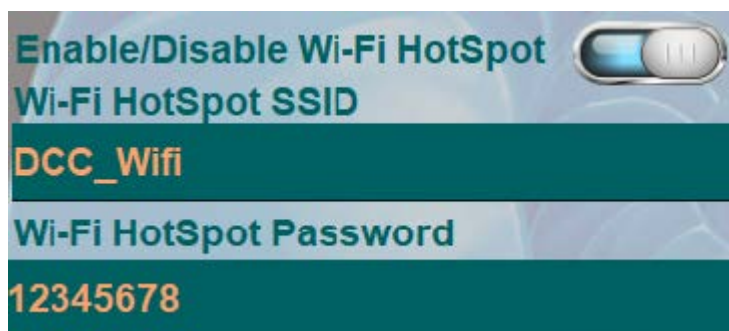 Enable/Disable Wi-Fi HotSpot
Wi-Fi HotSpot SSID
DCC_Wifi
Wi-Fi HotSpot Password
12345678